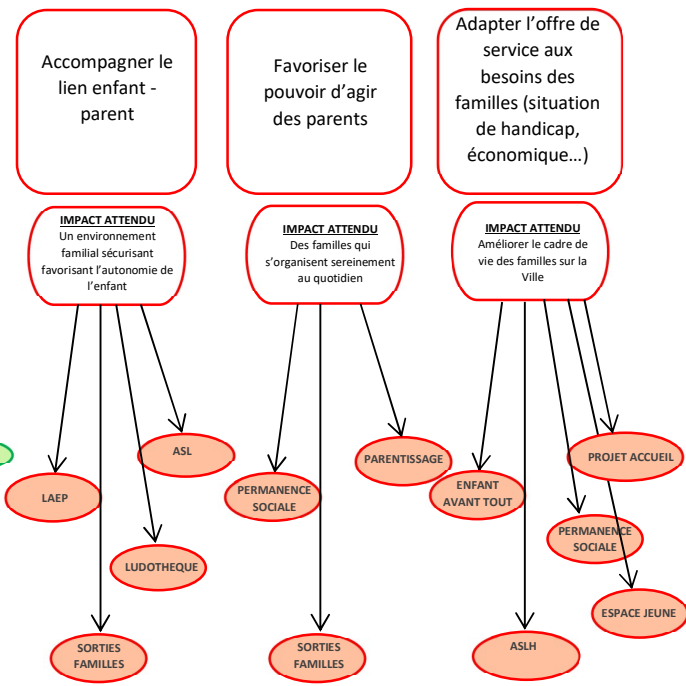 Accompagner le
lien enfant -
parent
Favoriser le
pouvoir d'agir
des parents
Adapter l'offre de
service aux
besoins des
familles (situation
de handicap,
économique…)
IMPACT ATTENDU
Un environnement
familial sécurisant
favorisant l'autonomie de
l'enfant
IMPACT ATTENDU
Des familles qui
s'organisent sereinement
au quotidien
IMPACT ATTENDU
Améliorer le cadre de
vie des familles sur la
Ville
ASL
LAEP
LUDOTHEQUE
SORTIES
FAMILLES
PARENTISSAGE
PERMANENCE
SOCIALE
SORTIES
FAMILLES
PROJET ACCUEIL
ENFANT
AVANT TOUT
PERMANENCE
SOCIALE
ESPACE JEUNE
ASLH